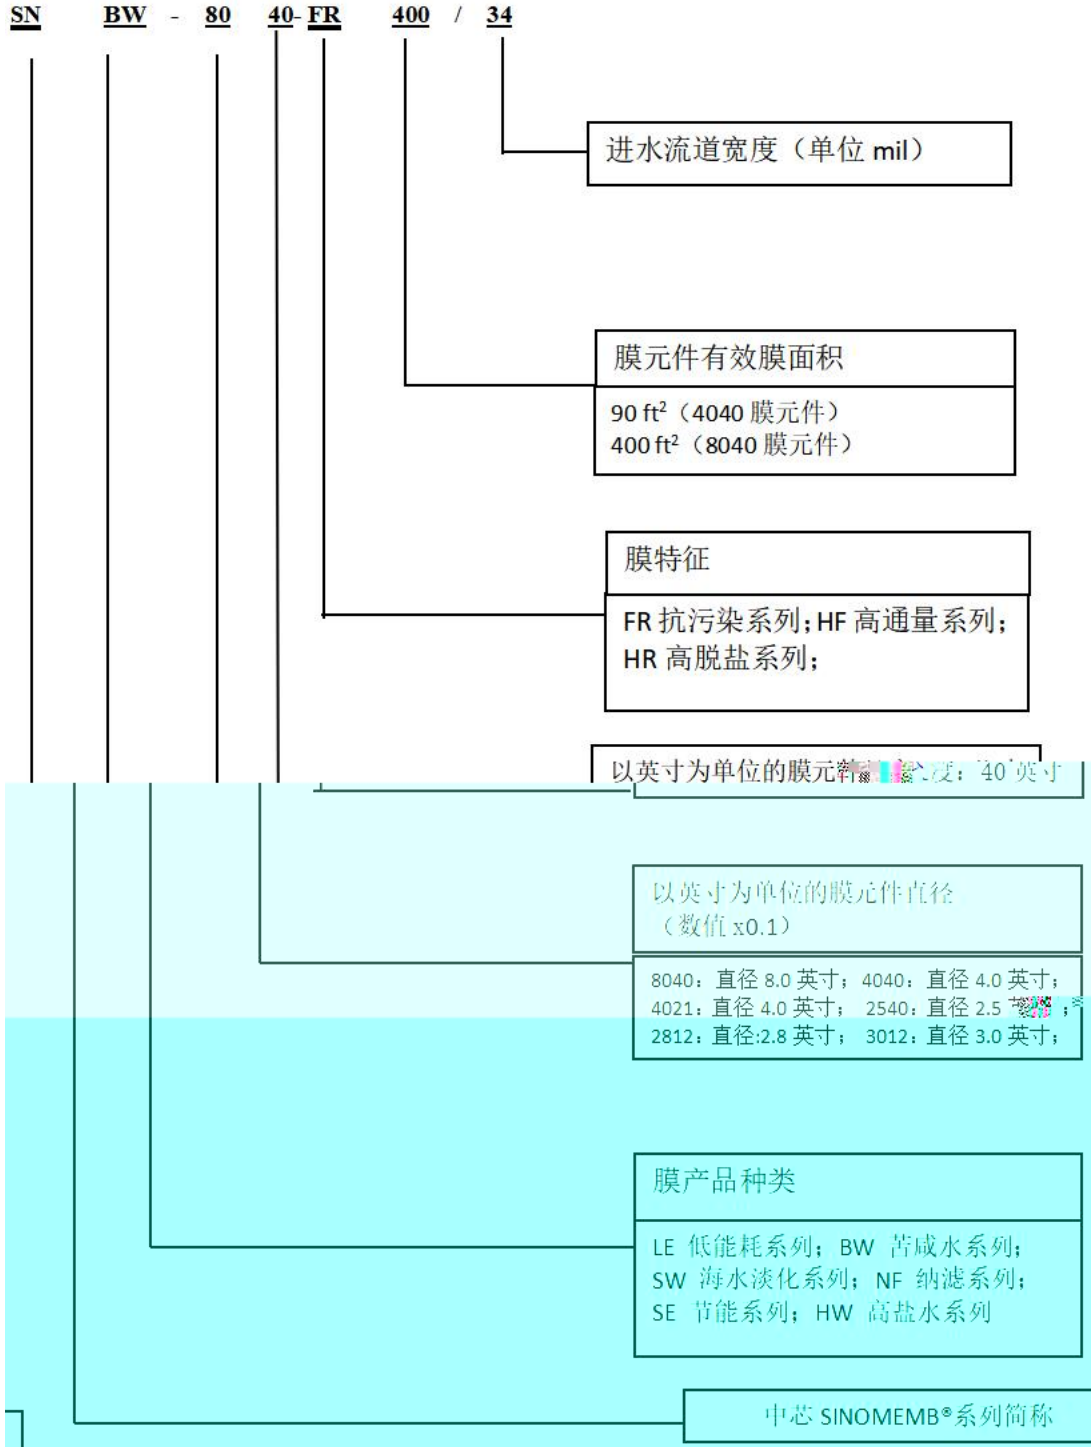 SN BW - 80 40- FR 400 / 34
进水流道宽度（单位 mil）
膜元件有效膜面积
90 ft²（4040 膜元件）
400 ft²（8040 膜元件）
膜特征
FR 抗污染系列；HF 高通量系列；
HR 高脱盐系列；
以英寸为单位的膜元 度：40 英寸
以英寸为单位的膜元件直径
（数值 x0.1）
8040：直径 8.0 英寸； 4040：直径 4.0 英寸；
4021：直径 4.0 英寸； 2540：直径 2.5 ；
2812：直径:2.8 英寸； 3012：直径 3.0 英寸；
膜产品种类
LE 低能耗系列；BW 苦咸水系列；
SW 海水淡化系列；NF 纳滤系列；
SE 节能系列；HW 高盐水系列
中芯 SINOMEMB®系列简称